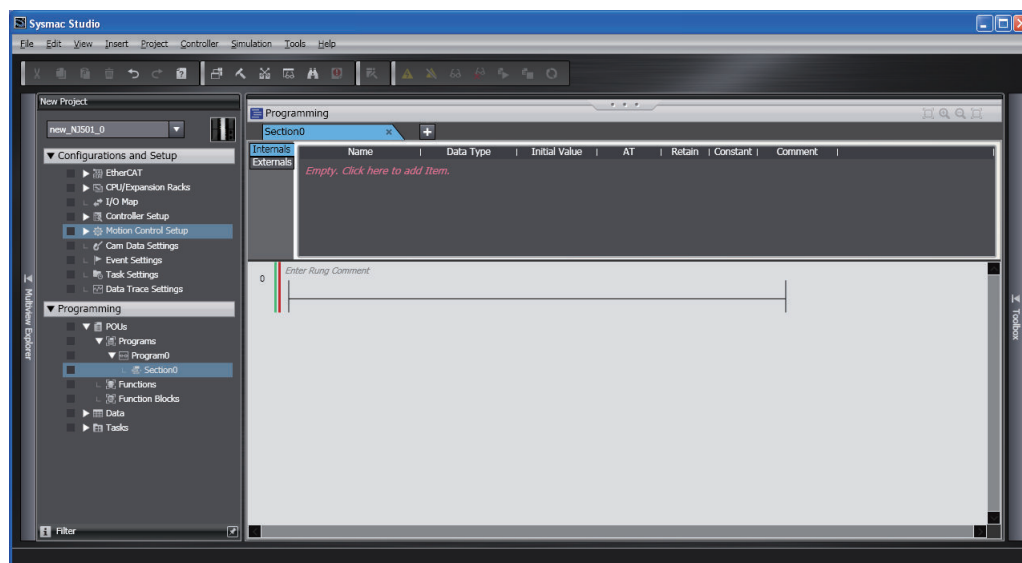 Sysmac Studio
File Edit View Insert Project Controller Simulation Tools Help
New Project
new_NJ501_0
Configurations and Setup
EtherCAT
CPU/Expansion Racks
I/O Map
Controller Setup
Motion Control Setup
Cam Data Settings
Event Settings
Task Settings
Data Trace Settings
Programming
POUs
Programs
Program0
Section0
Functions
Function Blocks
Data
Tasks
Filter
Multiview Explorer
Programming
Section0
Internals
Externals
Name | Data Type | Initial Value | AT | Retain | Constant | Comment |
Empty. Click here to add Item.
0
Enter Rung Comment
Toolbox